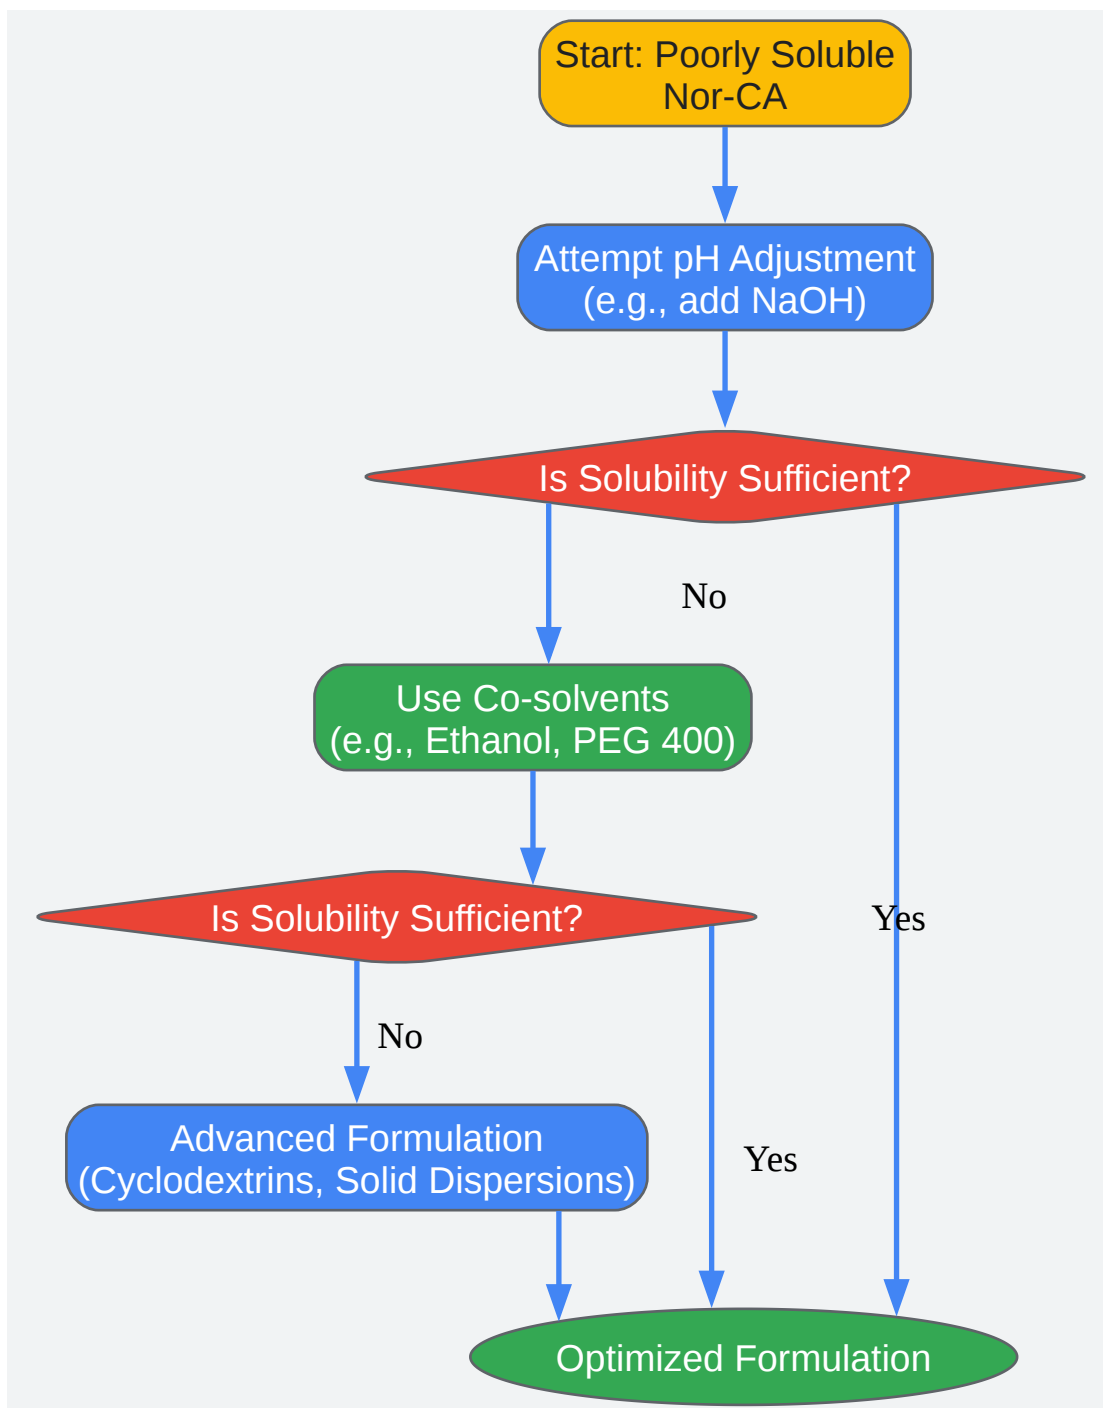 Start: Poorly Soluble
Nor-CA
Attempt pH Adjustment
(e.g., add NaOH)
Is Solubility Sufficient?
No
Use Co-solvents
(e.g., Ethanol, PEG 400)
Is Solubility Sufficient?
Yes
No
Advanced Formulation
(Cyclodextrins, Solid Dispersions)
Yes
Optimized Formulation